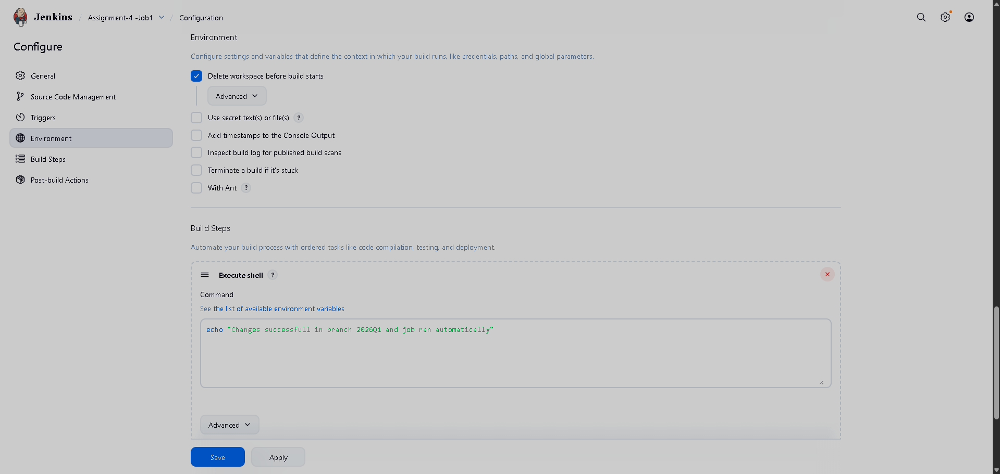 Jenkins / Assignment-4 -Job1 / Configuration
Configure
General
Source Code Management
Triggers
Environment
Build Steps
Post-build Actions
Environment
Configure settings and variables that define the context in which your build runs, like credentials, paths, and global parameters.
Delete workspace before build starts
Advanced
Use secret text(s) or file(s) ?
Add timestamps to the Console Output
Inspect build log for published build scans
Terminate a build if it's stuck
With Ant ?
Build Steps
Automate your build process with ordered tasks like code compilation, testing, and deployment.
Execute shell ?
Command
See the list of available environment variables
echo "Changes successfull in branch 2026Q1 and job ran automatically"
Advanced
Save
Apply